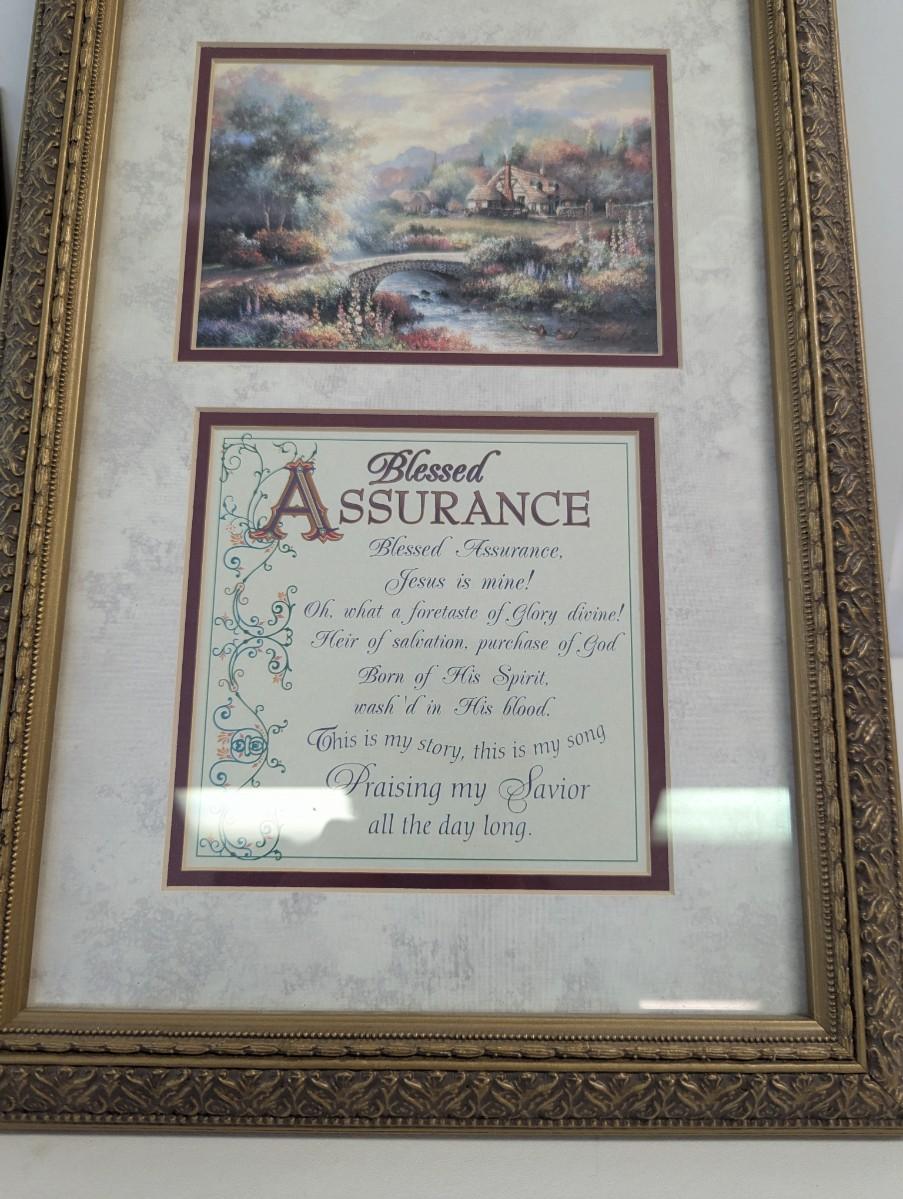 Blessed
ASSURANCE
Blessed Assurance,
Jesus is mine!
Oh, what a foretaste of Glory divine!
Heir of salvation, purchase of God
Born of His Spirit,
wash'd in His blood.
This is my story, this is my song
Praising my Savior
all the day long.